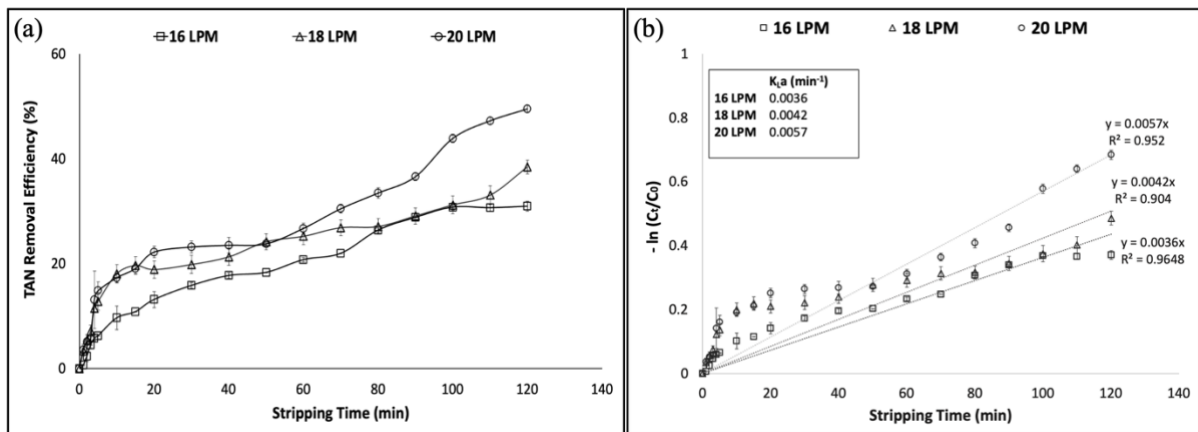 (a)
16 LPM 18 LPM 20 LPM
60
40
20
0
TAN Removal Efficiency (%)
0 20 40 60 80 100 120 140
Stripping Time (min)
(b)
16 LPM 18 LPM 20 LPM
1
0.8
0.6
0.4
0.2
0
- ln (Cₜ/C₀)
K_La (min⁻¹)
16 LPM 0.0036
18 LPM 0.0042
20 LPM 0.0057
y = 0.0057x
R² = 0.952
y = 0.0042x
R² = 0.904
y = 0.0036x
R² = 0.9648
0 20 40 60 80 100 120 140
Stripping Time (min)